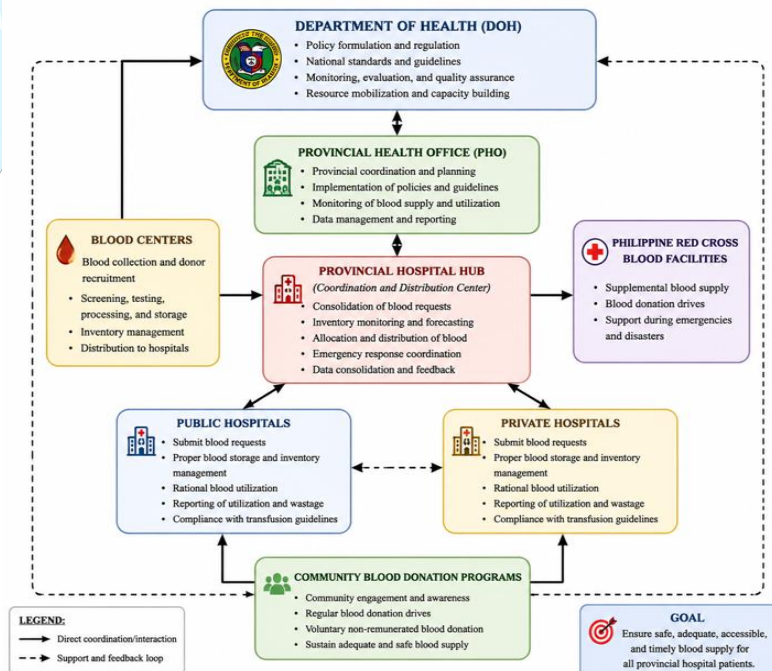 DEPARTMENT OF HEALTH (DOH)
• Policy formulation and regulation
• National standards and guidelines
• Monitoring, evaluation, and quality assurance
• Resource mobilization and capacity building
PROVINCIAL HEALTH OFFICE (PHO)
• Provincial coordination and planning
• Implementation of policies and guidelines
• Monitoring of blood supply and utilization
• Data management and reporting
BLOOD CENTERS
Blood collection and donor
recruitment
• Screening, testing,
processing, and storage
• Inventory management
• Distribution to hospitals
PROVINCIAL HOSPITAL HUB
(Coordination and Distribution Center)
• Consolidation of blood requests
• Inventory monitoring and forecasting
• Allocation and distribution of blood
• Emergency response coordination
• Data consolidation and feedback
PHILIPPINE RED CROSS
BLOOD FACILITIES
• Supplemental blood supply
• Blood donation drives
• Support during emergencies
and disasters
PUBLIC HOSPITALS
• Submit blood requests
• Proper blood storage and inventory
management
• Rational blood utilization
• Reporting of utilization and wastage
• Compliance with transfusion guidelines
PRIVATE HOSPITALS
• Submit blood requests
• Proper blood storage and inventory
management
• Rational blood utilization
• Reporting of utilization and wastage
• Compliance with transfusion guidelines
COMMUNITY BLOOD DONATION PROGRAMS
• Community engagement and awareness
• Regular blood donation drives
• Voluntary non-remunerated blood donation
• Sustain adequate and safe blood supply
LEGEND:
Direct coordination/interaction
Support and feedback loop
GOAL
Ensure safe, adequate, accessible,
and timely blood supply for
all provincial hospital patients.